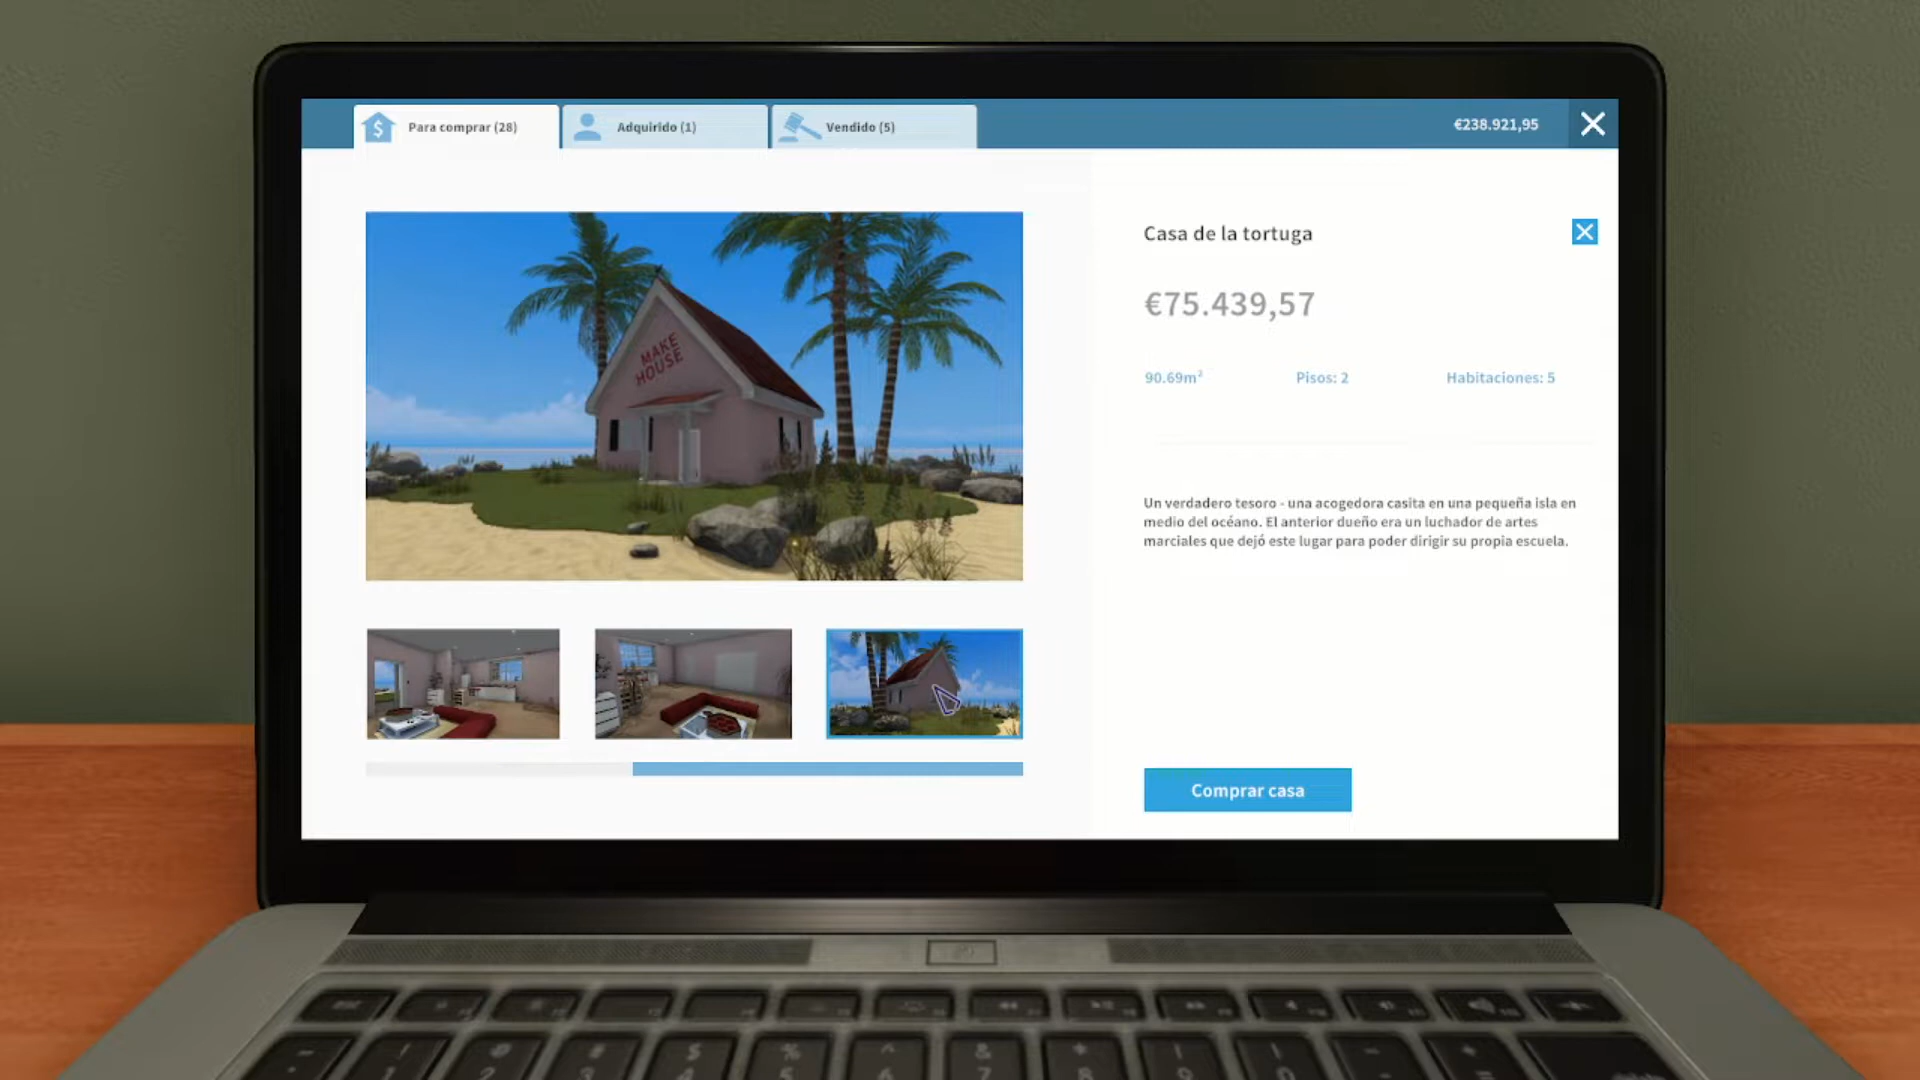 Para comprar (28)
Adquirido (1)
Vendido (5)
€238.921,95
MAKE
HOUSE
Casa de la tortuga
€75.439,57
90.69m²
Pisos: 2
Habitaciones: 5
Un verdadero tesoro - una acogedora casita en una pequeña isla en
medio del océano. El anterior dueño era un luchador de artes
marciales que dejó este lugar para poder dirigir su propia escuela.
Comprar casa